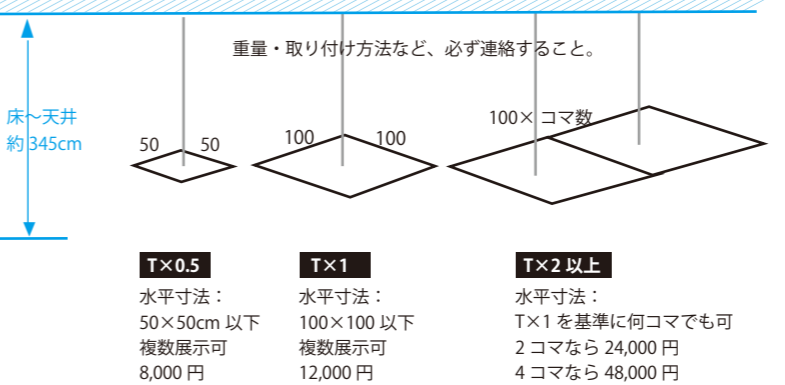 重量・取り付け方法など、必ず連絡すること。
床～天井
約 345cm
50 50
100 100
100× コマ数
T×0.5
水平寸法：
50×50cm 以下
複数展示可
8,000 円
T×1
水平寸法：
100×100 以下
複数展示可
12,000 円
T×2 以上
水平寸法：
T×1 を基準に何コマでも可
2 コマなら 24,000 円
4 コマなら 48,000 円